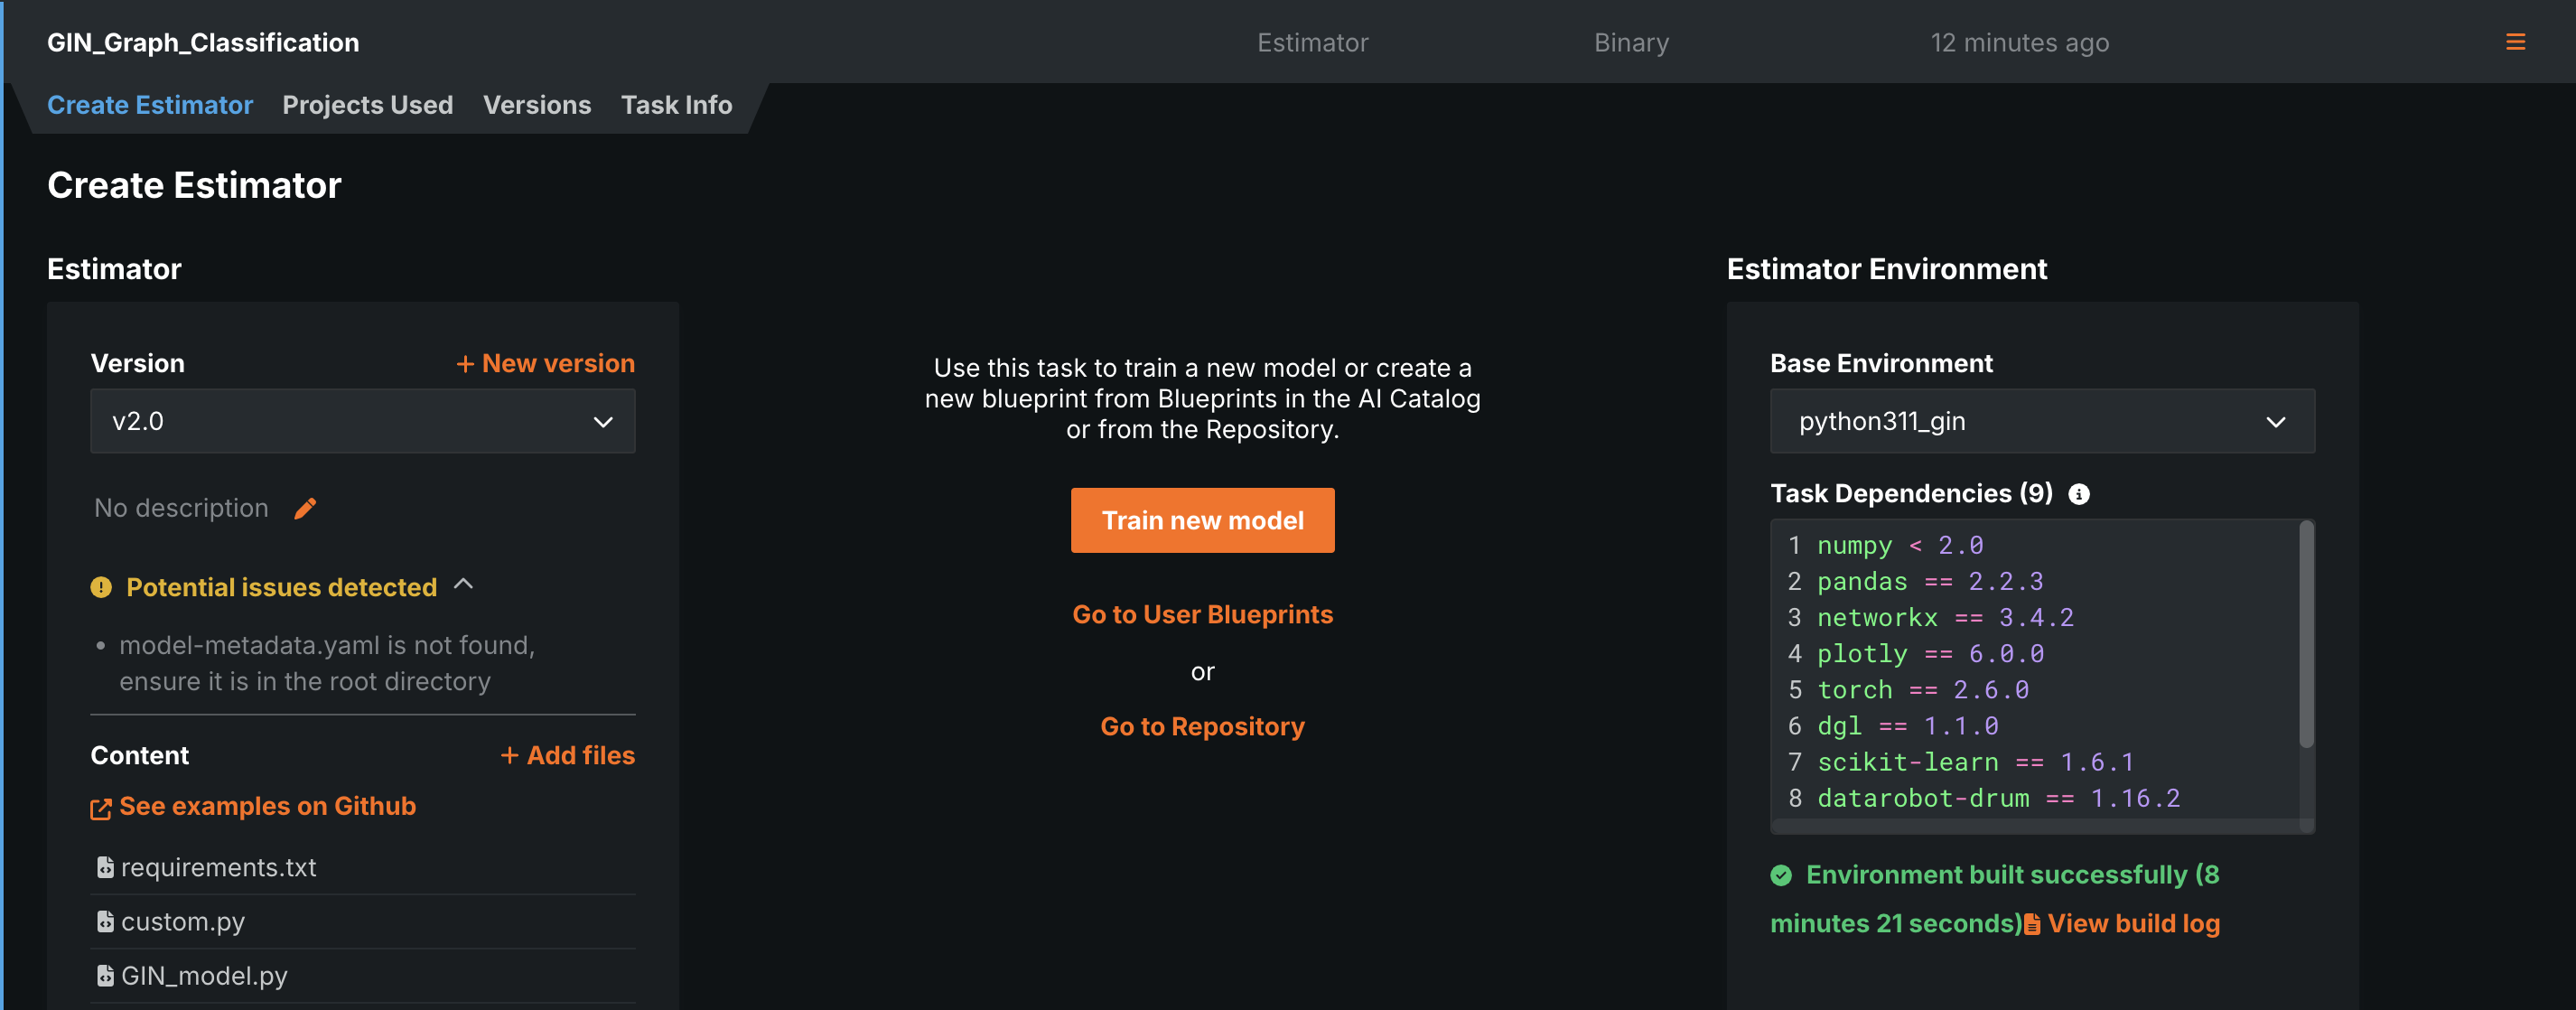 GIN_Graph_Classification Estimator Binary 12 minutes ago
Create Estimator Projects Used Versions Task Info
Create Estimator
Estimator
Version + New version
v2.0
No description
Potential issues detected
• model-metadata.yaml is not found,
ensure it is in the root directory
Content + Add files
See examples on Github
requirements.txt
custom.py
GIN_model.py
Use this task to train a new model or create a
new blueprint from Blueprints in the AI Catalog
or from the Repository.
Train new model
Go to User Blueprints
or
Go to Repository
Estimator Environment
Base Environment
python311_gin
Task Dependencies (9)
1 numpy < 2.0
2 pandas == 2.2.3
3 networkx == 3.4.2
4 plotly == 6.0.0
5 torch == 2.6.0
6 dgl == 1.1.0
7 scikit-learn == 1.6.1
8 datarobot-drum == 1.16.2
Environment built successfully (8
minutes 21 seconds) View build log